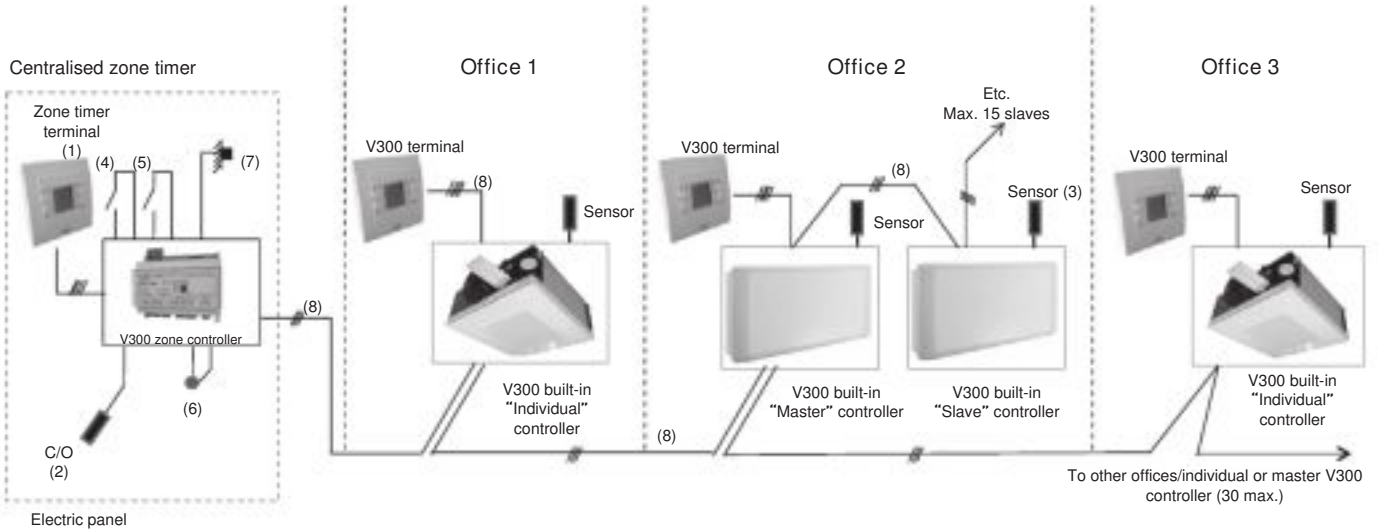 Centralised zone timer
Zone timer
terminal
(1)
(4)
(5)
(7)
V300 zone controller
(6)
C/O
(2)
Electric panel
(8)
Office 1
V300 terminal
(8)
Sensor
V300 built-in
“Individual”
controller
(8)
Office 2
V300 terminal
(8)
Etc.
Max. 15 slaves
Sensor
Sensor (3)
V300 built-in
“Master” controller
V300 built-in
“Slave” controller
Office 3
V300 terminal
Sensor
V300 built-in
“Individual”
controller
To other offices/individual or master V300
controller (30 max.)